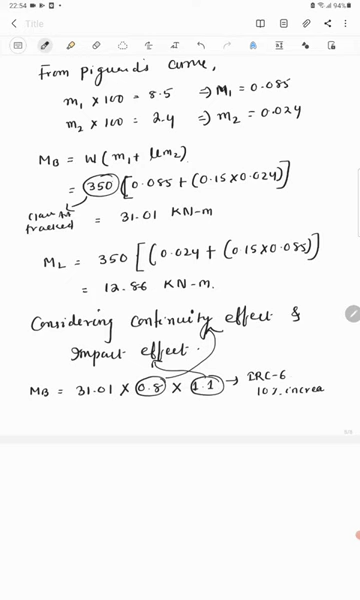 22.54
94%
Title
From pigeurd's curve,
m1 × 100 = 8.5 ⇒ M1 = 0.085
m2 × 100 = 2.4 ⇒ m2 = 0.024
MB = W(m1 + um2)
= 350 [0.085 + (0.15×0.024)]
Class AA
tracked
= 31.01 KN-m
ML = 350 [(0.024 + (0.15×0.085)]
= 12.86 KN-m.
Considering Continuity effect &
Impact effect.
MB = 31.01 × 0.8 × 1.1 → IRC-6
10% increa